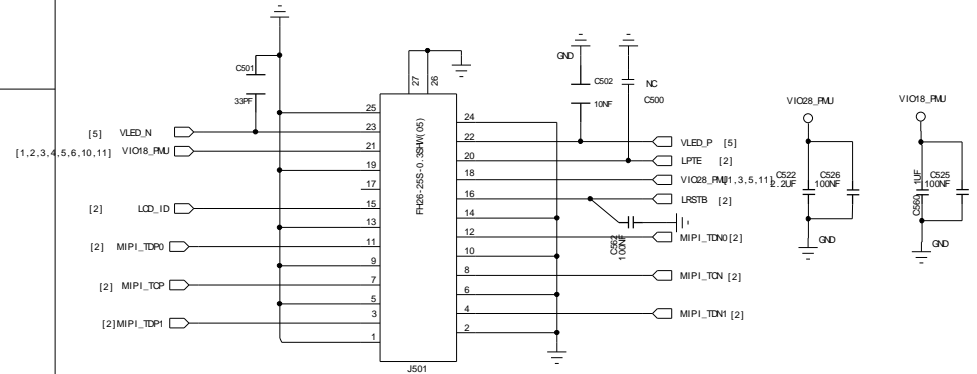 GND
C501
33PF
27
26
C502
10NF
NC
C500
VIO28_PMU
VIO18_PMU
25
24
[5] VLED_N
23
22
VLED_P [5]
[1,2,3,4,5,6,10,11] VIO18_PMU
21
20
LPTE [2]
19
18
VIO28_PMU[1,3,5,11]
17
16
LRSTB [2]
[2] LCD_ID
15
14
13
12
MIPI_TDN0[2]
[2] MIPI_TDP0
11
10
9
8
MIPI_TCN [2]
[2] MIPI_TCP
7
6
5
4
MIPI_TDN1 [2]
3
[2]MIPI_TDP1
2
1
FH26-25S-0.3SHW(05)
J501
C562
100NF
C522
2.2UF
C526
100NF
GND
C560
1UF
C525
100NF
GND